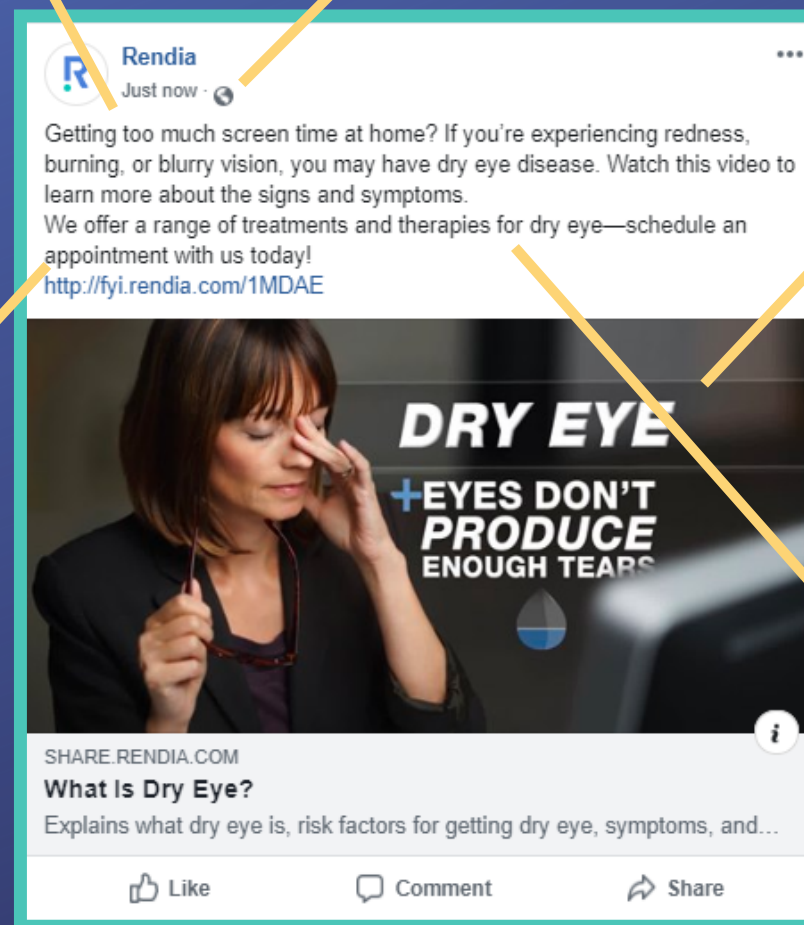 Rendia
Just now ·
Getting too much screen time at home? If you're experiencing redness,
burning, or blurry vision, you may have dry eye disease. Watch this video to
learn more about the signs and symptoms.
We offer a range of treatments and therapies for dry eye—schedule an
appointment with us today!
http://fyi.rendia.com/1MDAE
DRY EYE
+EYES DON'T
PRODUCE
ENOUGH TEARS
SHARE.RENDIA.COM
What Is Dry Eye?
Explains what dry eye is, risk factors for getting dry eye, symptoms, and...
Like Comment Share